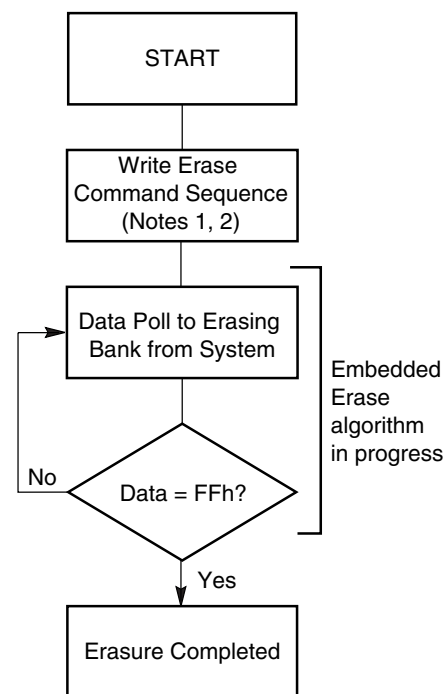 START
Write Erase
Command Sequence
(Notes 1, 2)
Data Poll to Erasing
Bank from System
Embedded
Erase
algorithm
in progress
No
Data = FFh?
Yes
Erasure Completed